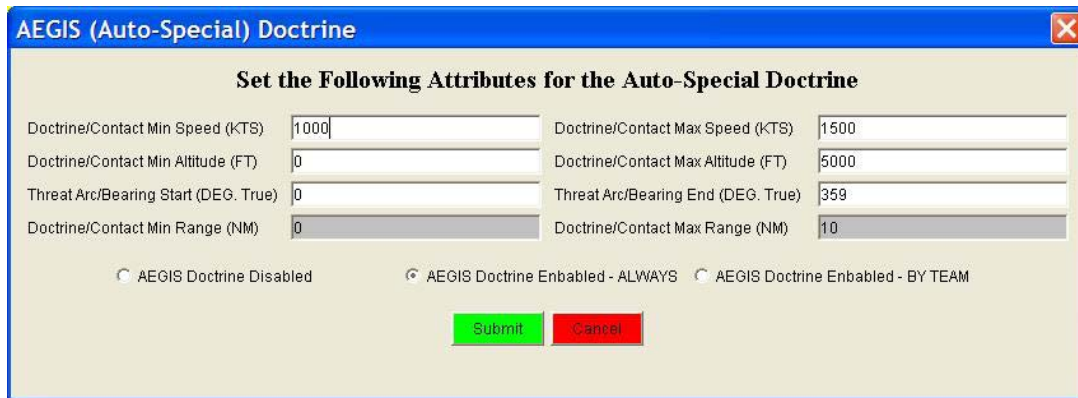 AEGIS (Auto-Special) Doctrine
Set the Following Attributes for the Auto-Special Doctrine
Doctrine/Contact Min Speed (KTS) 1000 Doctrine/Contact Max Speed (KTS) 1500
Doctrine/Contact Min Altitude (FT) 0 Doctrine/Contact Max Altitude (FT) 5000
Threat Arc/Bearing Start (DEG. True) 0 Threat Arc/Bearing End (DEG. True) 359
Doctrine/Contact Min Range (NM) 0 Doctrine/Contact Max Range (NM) 10
AEGIS Doctrine Disabled AEGIS Doctrine Enbabled - ALWAYS AEGIS Doctrine Enbabled - BY TEAM
Submit Cancel